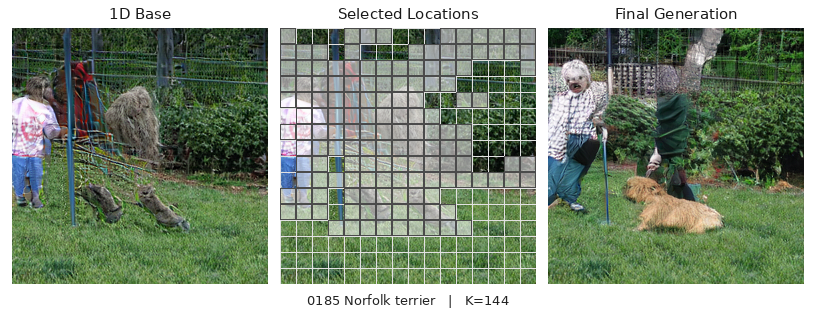 1D Base
Selected Locations
Final Generation
0185 Norfolk terrier | K=144